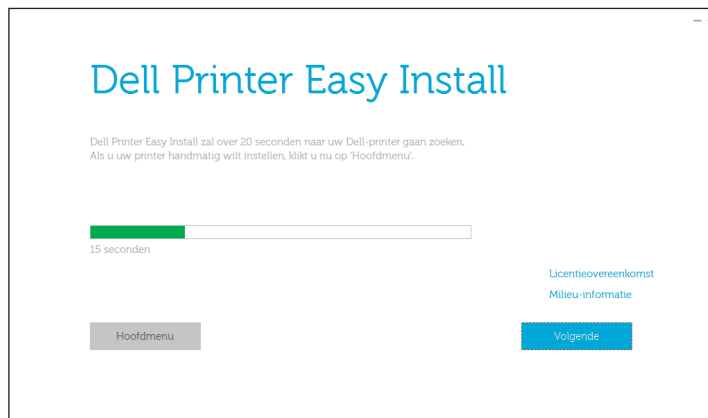 Dell Printer Easy Install
Dell Printer Easy Install zal over 20 seconden naar uw Dell-printer gaan zoeken.
Als u uw printer handmatig wilt instellen, klikt u nu op 'Hoofdmenu'.
15 seconden
Licentieovereenkomst
Milieu-informatie
Hoofdmenu
Volgende